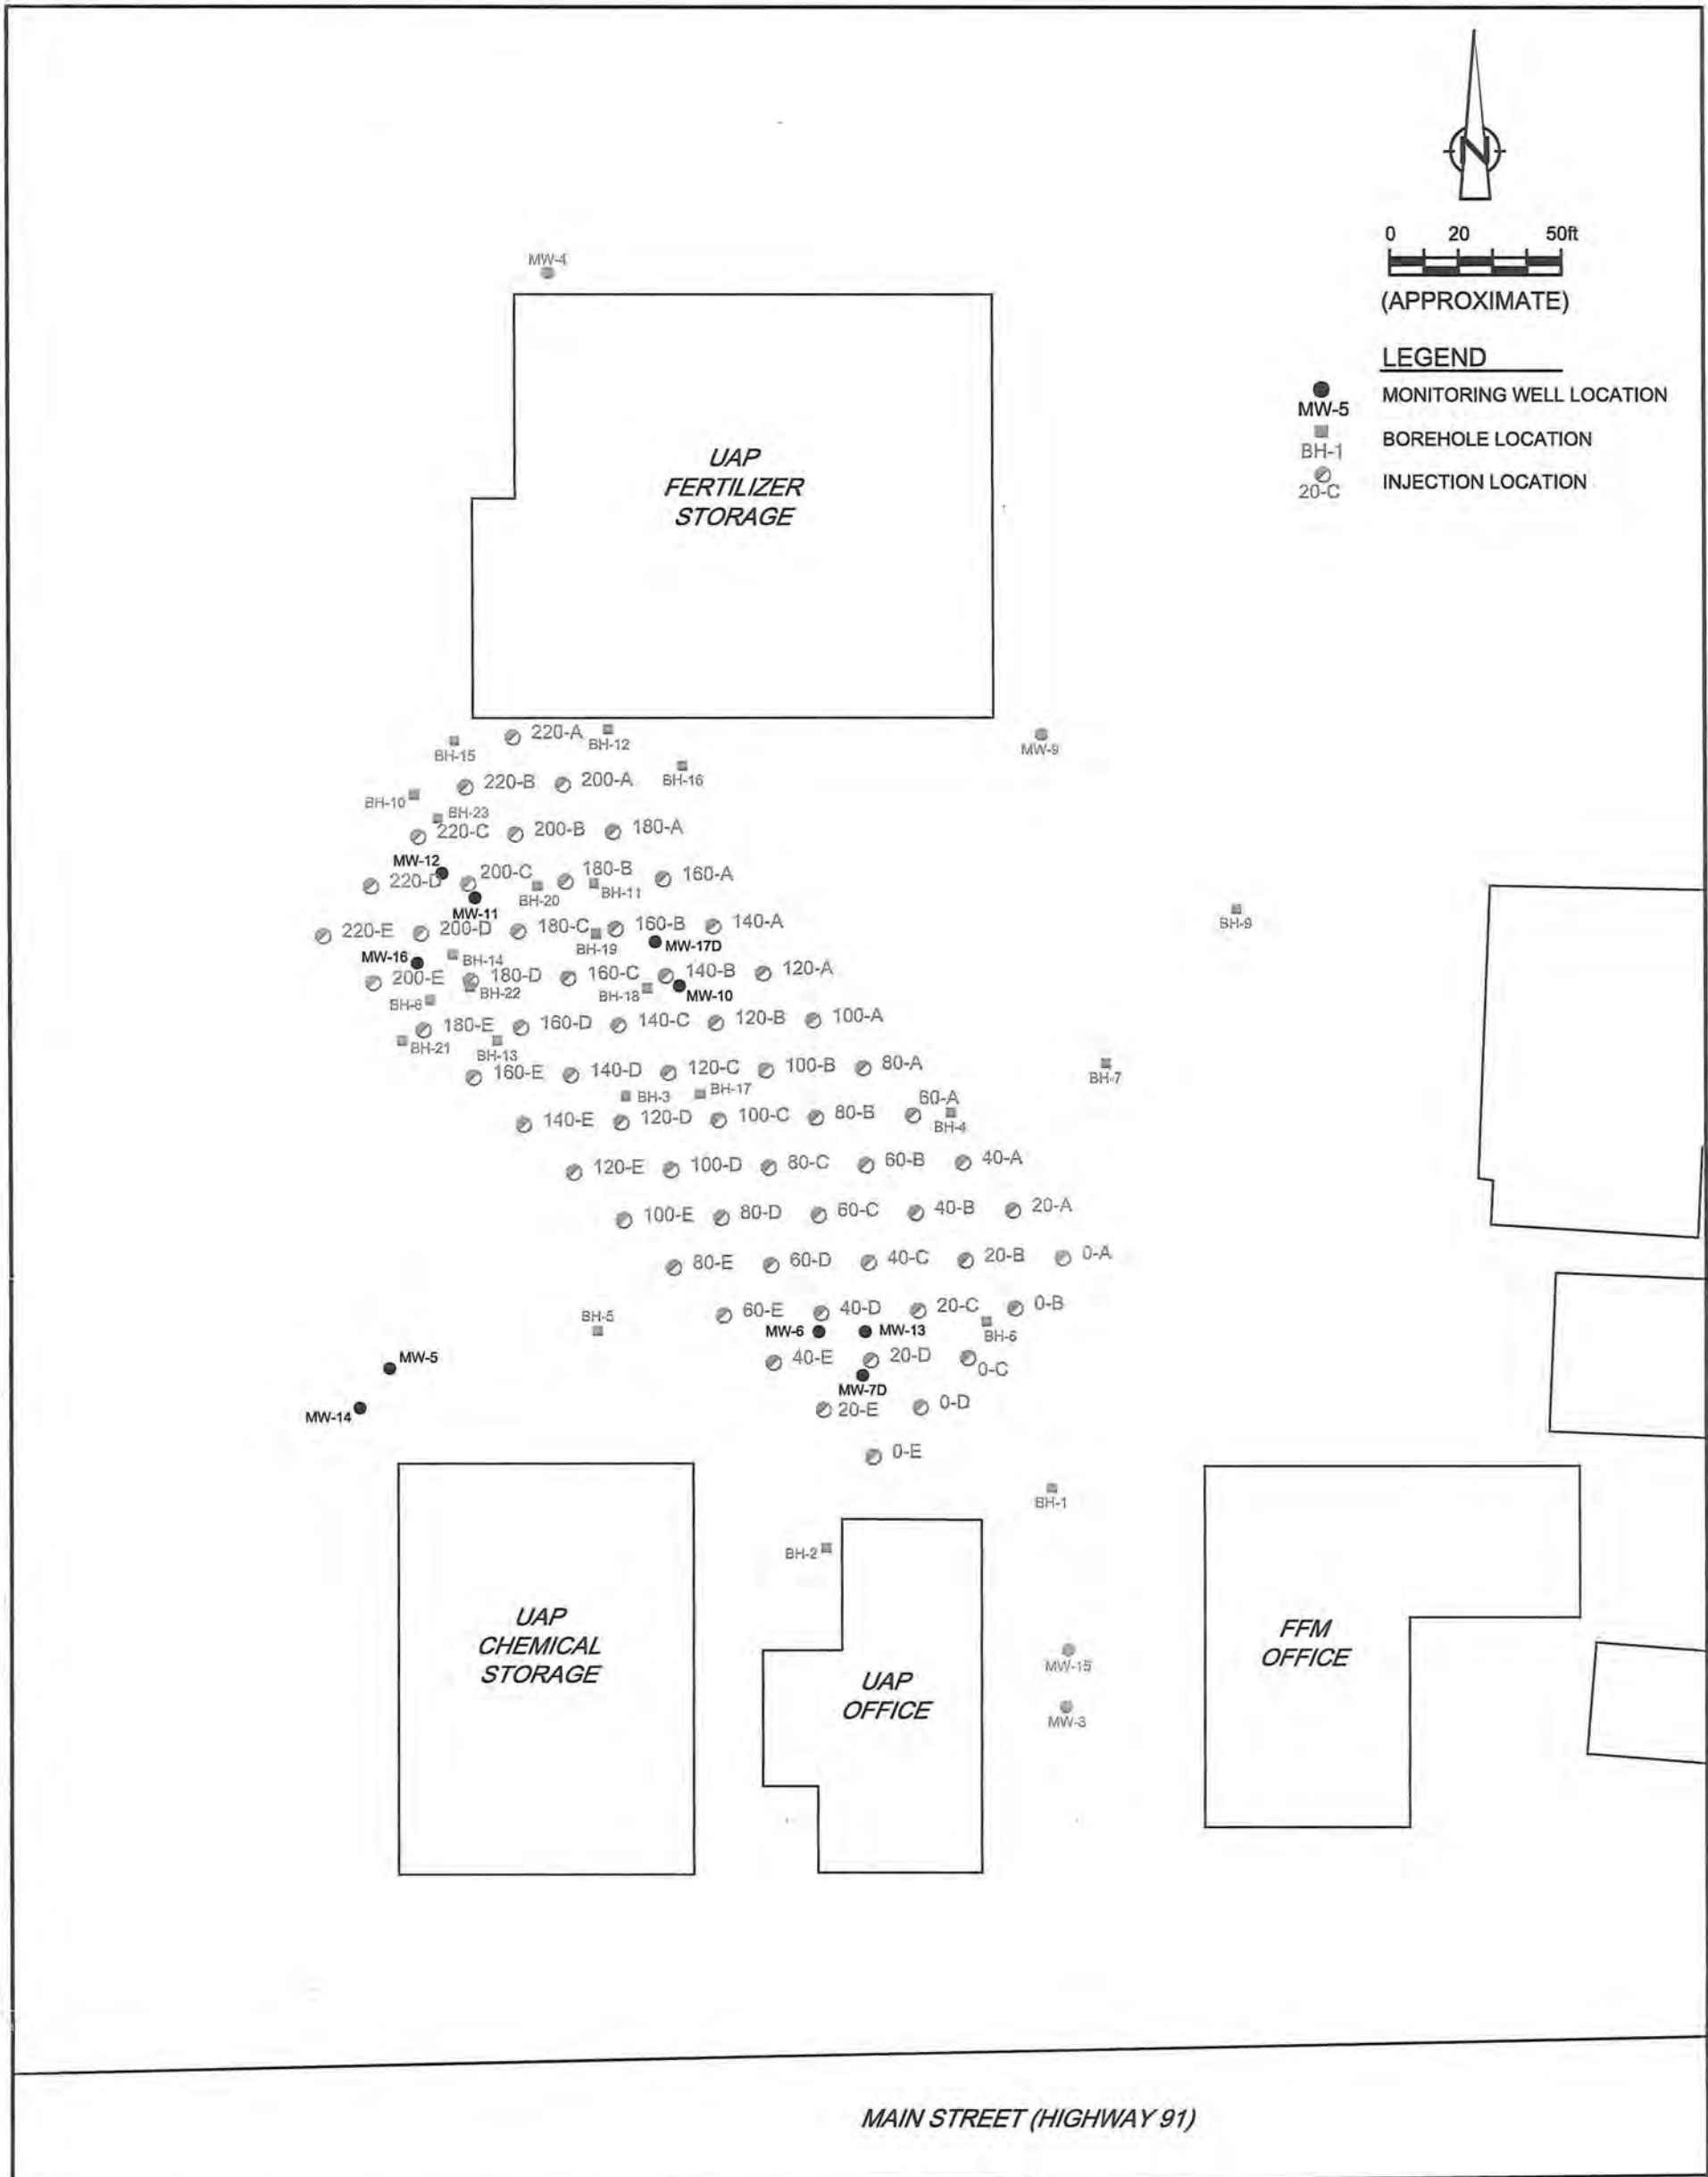 N
0 20 50ft
(APPROXIMATE)
LEGEND
MW-5 MONITORING WELL LOCATION
BH-1 BOREHOLE LOCATION
20-C INJECTION LOCATION
MW-4
UAP
FERTILIZER
STORAGE
220-A
BH-12
BH-15
MW-9
BH-16
220-B
200-A
BH-10
BH-23
220-C
200-B
180-A
MW-12
220-D
200-C
180-B
160-A
BH-20
BH-11
MW-11
BH-9
220-E
200-D
180-C
160-B
140-A
BH-19
MW-17D
MW-16
BH-14
200-E
180-D
160-C
140-B
120-A
BH-22
BH-18
MW-10
BH-8
180-E
160-D
140-C
120-B
100-A
BH-21
BH-13
160-E
140-D
120-C
100-B
80-A
BH-7
BH-3
BH-17
60-A
BH-4
140-E
120-D
100-C
80-B
120-E
100-D
80-C
60-B
40-A
100-E
80-D
60-C
40-B
20-A
80-E
60-D
40-C
20-B
0-A
BH-5
60-E
40-D
20-C
0-B
MW-6
MW-13
BH-6
MW-5
40-E
20-D
0-C
MW-7D
MW-14
20-E
0-D
0-E
BH-1
BH-2
UAP
CHEMICAL
STORAGE
UAP
OFFICE
MW-15
MW-3
FFM
OFFICE
MAIN STREET (HIGHWAY 91)